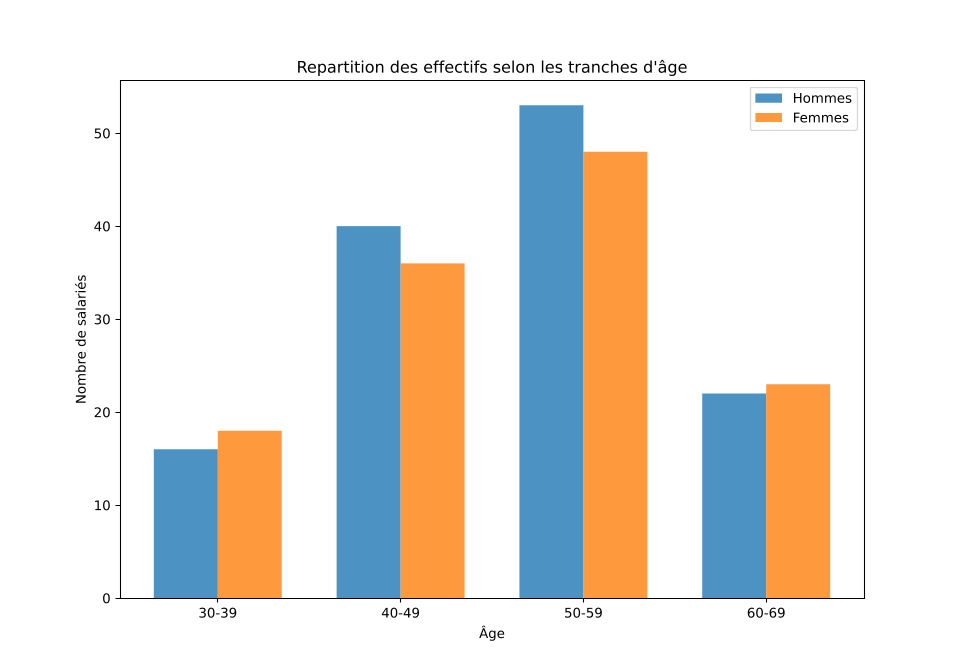 Repartition des effectifs selon les tranches d'âge
Hommes
Femmes
Nombre de salariés
50
40
30
20
10
0
30-39
40-49
50-59
60-69
Âge